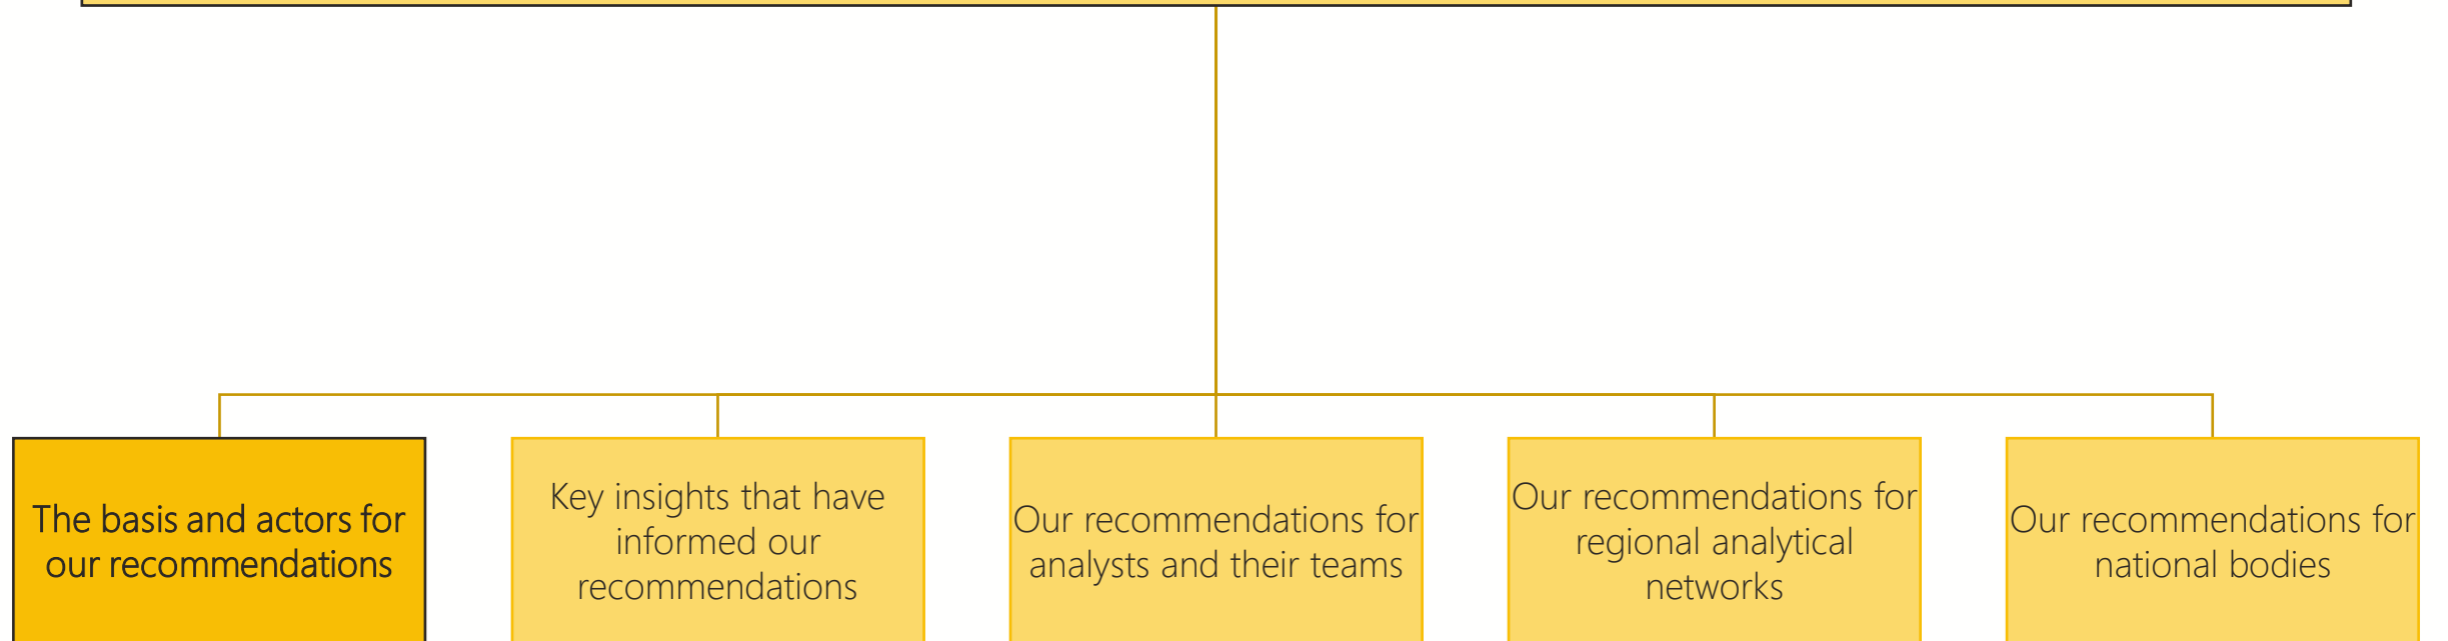 The basis and actors for
our recommendations
Key insights that have
informed our
recommendations
Our recommendations for
analysts and their teams
Our recommendations for
regional analytical
networks
Our recommendations for
national bodies